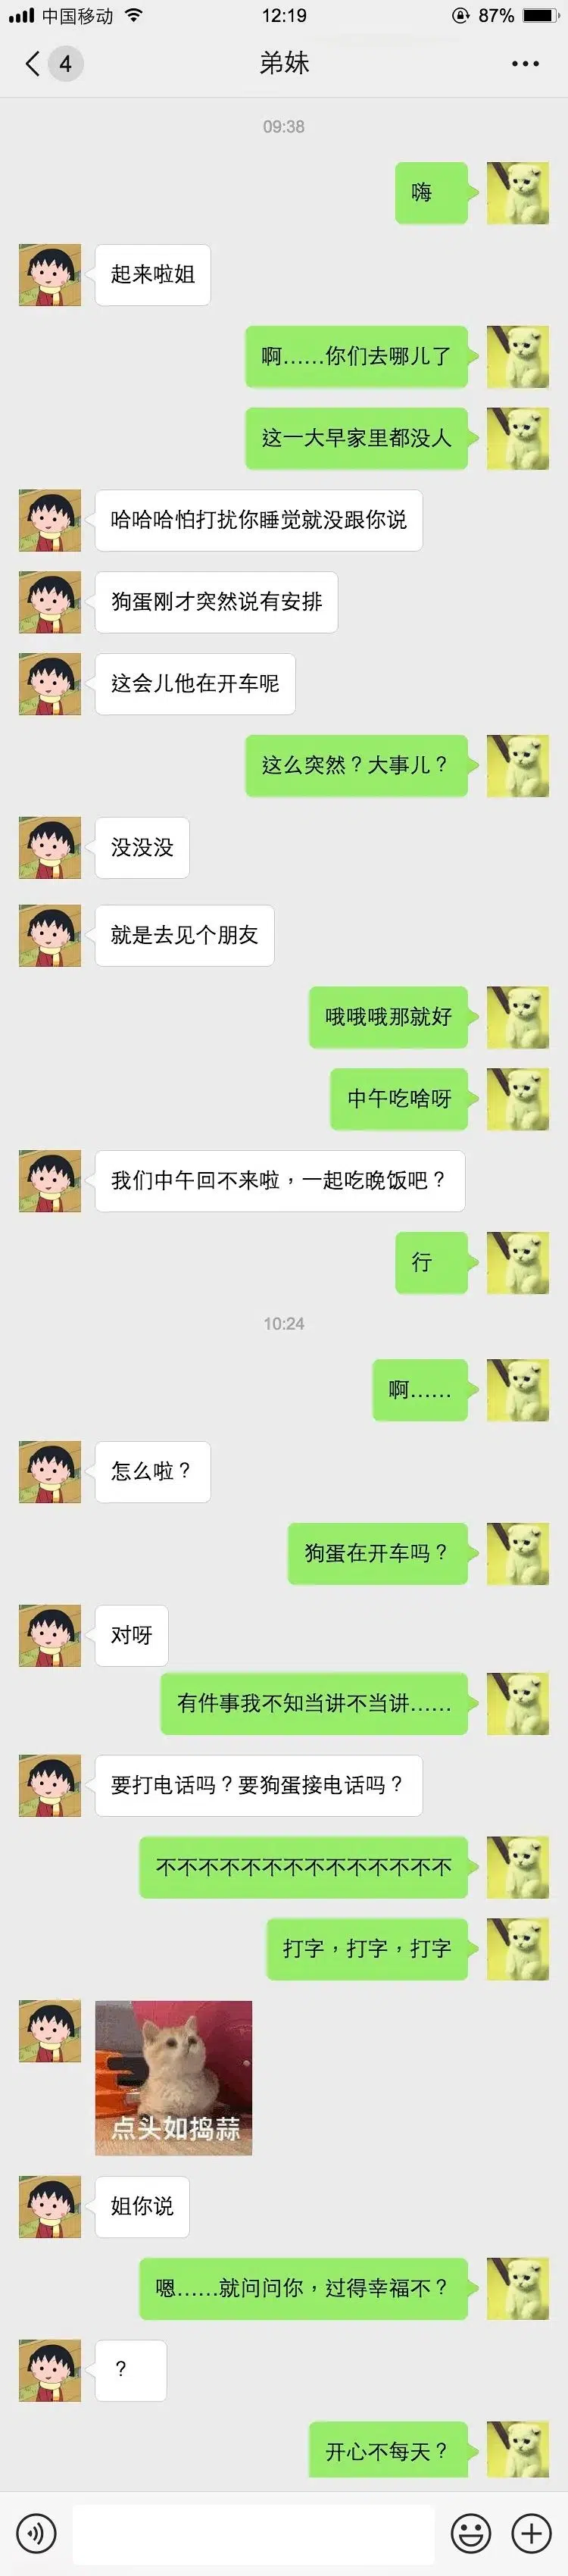 中国移动 12:19 87%
4 弟妹
09:38
嗨
起来啦姐
啊……你们去哪儿了
这一大早家里都没人
哈哈哈怕打扰你睡觉就没跟你说
狗蛋刚才突然说有安排
这会儿他在开车呢
这么突然？大事儿？
没没没
就是去见个朋友
哦哦哦那就好
中午吃啥呀
我们中午回不来啦，一起吃晚饭吧？
行
10:24
啊……
怎么啦？
狗蛋在开车吗？
对呀
有件事我不知当讲不当讲……
要打电话吗？要狗蛋接电话吗？
不不不不不不不不不不不不不不
打字，打字，打字
点头如捣蒜
姐你说
嗯……就问问你，过得幸福不？
？
开心不每天？